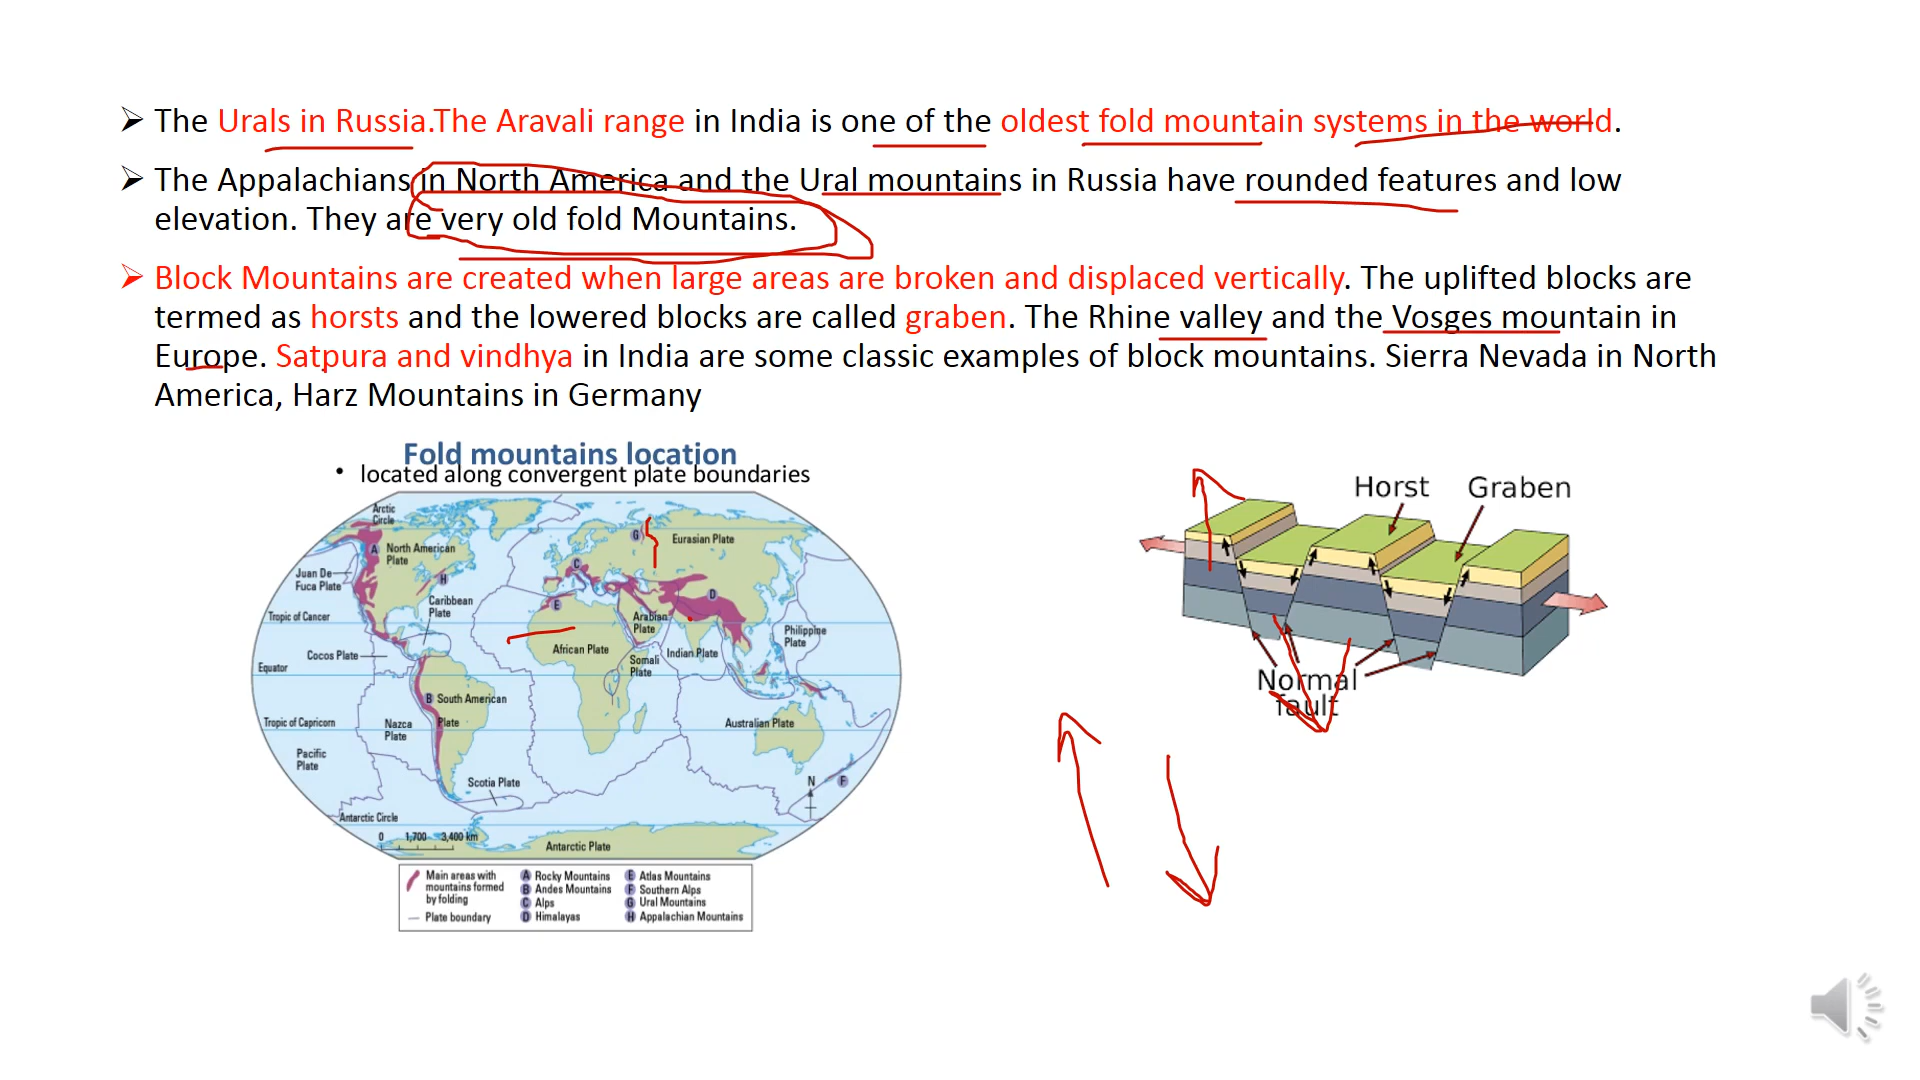 ➢ The Urals in Russia.The Aravali range in India is one of the oldest fold mountain systems in the world.
➢ The Appalachians in North America and the Ural mountains in Russia have rounded features and low
elevation. They are very old fold Mountains.
➢ Block Mountains are created when large areas are broken and displaced vertically. The uplifted blocks are
termed as horsts and the lowered blocks are called graben. The Rhine valley and the Vosges mountain in
Europe. Satpura and vindhya in India are some classic examples of block mountains. Sierra Nevada in North
America, Harz Mountains in Germany
Fold mountains location
• located along convergent plate boundaries
Arctic
Circle
A
North American
Plate
Juan De
Fuca Plate
H
Caribbean
Plate
Tropic of Cancer
Cocos Plate
Equator
B
South American
Plate
Tropic of Capricorn
Nazca
Plate
Pacific
Plate
Scotia Plate
Antarctic Circle
0 1,700 3,400 km
Antarctic Plate
G
Eurasian Plate
C
D
E
Arabian
Plate
African Plate
Somali
Plate
Indian Plate
Philippine
Plate
Australian Plate
N
F
Main areas with
mountains formed
by folding
Plate boundary
A Rocky Mountains
B Andes Mountains
C Alps
D Himalayas
E Atlas Mountains
F Southern Alps
G Ural Mountains
H Appalachian Mountains
Horst
Graben
Normal
fault